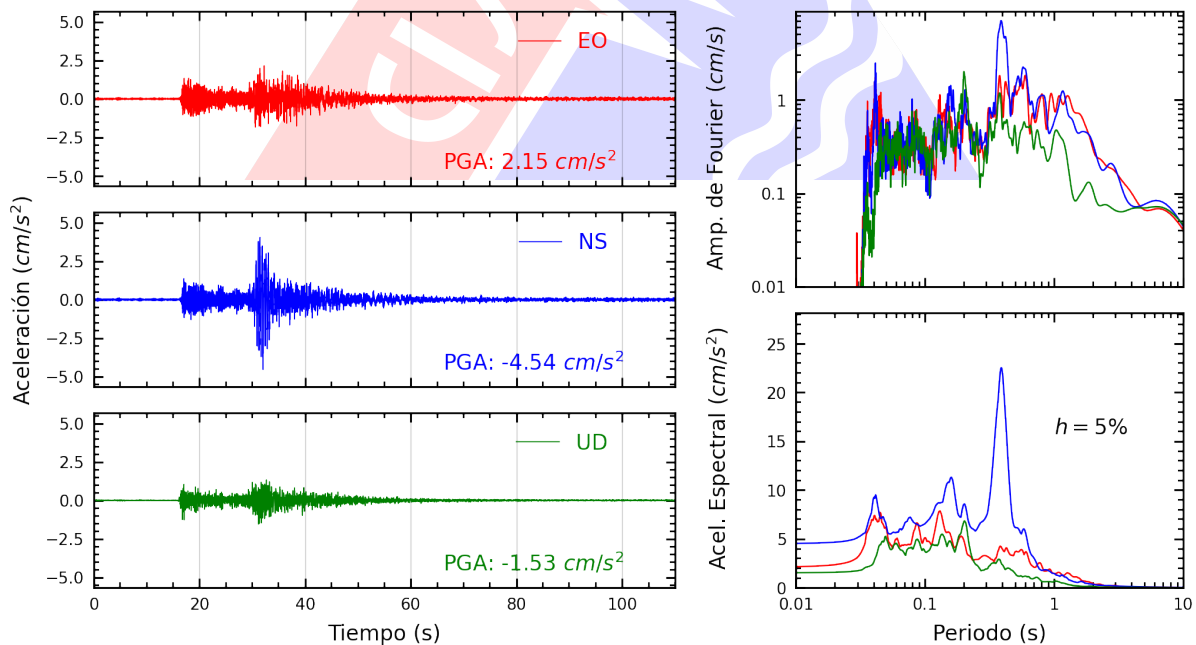 Aceleración (cm/s²)
5.0
2.5
0.0
−2.5
−5.0
EO
PGA: 2.15 cm/s²
5.0
2.5
0.0
−2.5
−5.0
NS
PGA: -4.54 cm/s²
5.0
2.5
0.0
−2.5
−5.0
UD
PGA: -1.53 cm/s²
0 20 40 60 80 100
Tiempo (s)
Amp. de Fourier (cm/s)
1
0.1
0.01
Acel. Espectral (cm/s²)
25
20
15
10
5
0
h = 5%
0.01 0.1 1 10
Periodo (s)